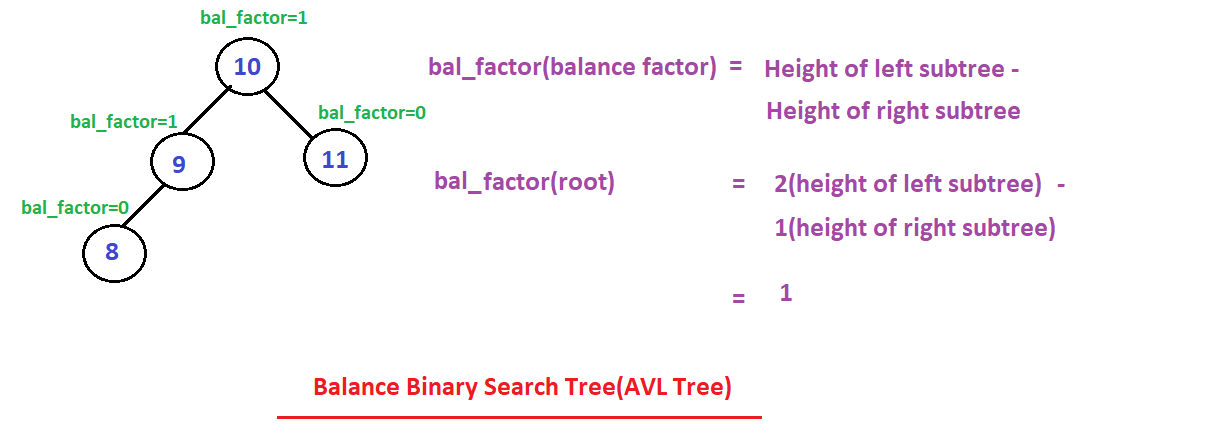 bal_factor=1
10
bal_factor(balance factor) = Height of left subtree -
Height of right subtree
bal_factor=1
bal_factor=0
9
11
bal_factor(root) = 2(height of left subtree) -
1(height of right subtree)
bal_factor=0
8
= 1
Balance Binary Search Tree(AVL Tree)